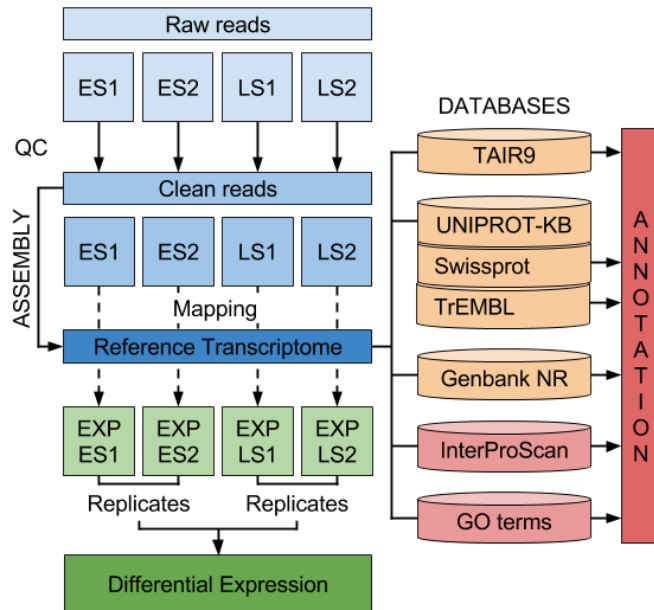 Raw reads
ES1 ES2 LS1 LS2
QC
Clean reads
ASSEMBLY
ES1 ES2 LS1 LS2
Mapping
Reference Transcriptome
EXP EXP EXP EXP
ES1 ES2 LS1 LS2
Replicates Replicates
Differential Expression
DATABASES
TAIR9
UNIPROT-KB
Swissprot
TrEMBL
Genbank NR
InterProScan
GO terms
ANNOTATION